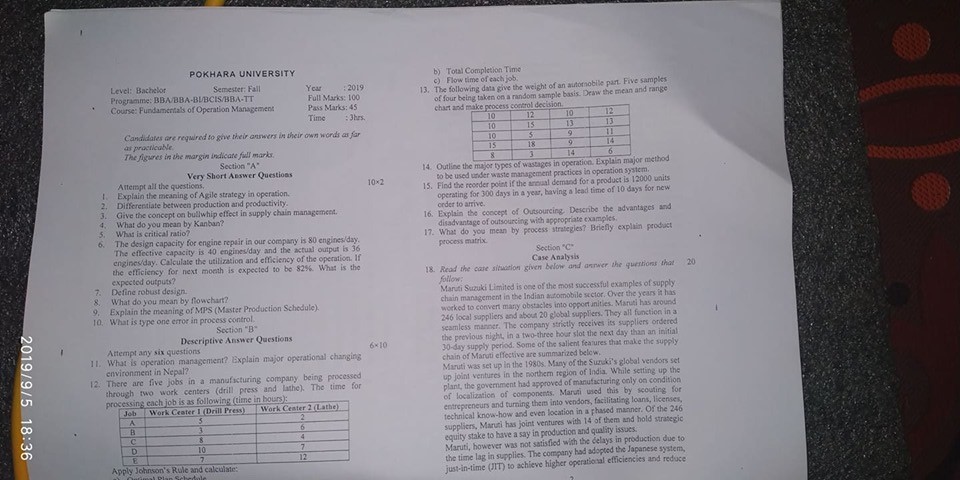 POKHARA UNIVERSITY
Level: Bachelor Semester: Fall Year : 2019
Programme: BBA/BBA-BI/BCIS/BBA-TT Full Marks: 100
Course: Fundamentals of Operation Management Pass Marks: 45
Time : 3hrs.
Candidates are required to give their answers in their own words as far
as practicable.
The figures in the margin indicate full marks.
Section "A"
Very Short Answer Questions
Attempt all the questions. 10×2
1. Explain the meaning of Agile strategy in operation.
2. Differentiate between production and productivity.
3. Give the concept on bullwhip effect in supply chain management.
4. What do you mean by Kanban?
5. What is critical ratio?
6. The design capacity for engine repair in our company is 80 engines/day.
The effective capacity is 40 engines/day and the actual output is 36
engines/day. Calculate the utilization and efficiency of the operation. If
the efficiency for next month is expected to be 82%. What is the
expected outputs?
7. Define robust design.
8. What do you mean by flowchart?
9. Explain the meaning of MPS (Master Production Schedule).
10. What is type one error in process control.
Section "B"
Descriptive Answer Questions
Attempt any six questions 6×10
11. What is operation management? Explain major operational changing
environment in Nepal?
12. There are five jobs in a manufacturing company being processed
through two work centers (drill press and lathe). The time for
processing each job is as following (time in hours):
Job Work Center 1 (Drill Press) Work Center 2 (Lathe)
A 5 2
B 3 6
C 8 4
D 10 7
E 7 12
Apply Johnson's Rule and calculate:
a) Optimal Plan Schedule
b) Total Completion Time
c) Flow time of each job.
13. The following data give the weight of an automobile part. Five samples
of four being taken on a random sample basis. Draw the mean and range
chart and make process control decision.
10 12 10 12
10 15 13 13
10 5 9 11
15 18 9 14
8 3 14 6
14. Outline the major types of wastages in operation. Explain major method
to be used under waste management practices in operation system.
15. Find the reorder point if the annual demand for a product is 12000 units
operating for 300 days in a year, having a lead time of 10 days for new
order to arrive.
16. Explain the concept of Outsourcing. Describe the advantages and
disadvantage of outsourcing with appropriate examples.
17. What do you mean by process strategies? Briefly explain product
process matrix.
Section "C"
Case Analysis
18. Read the case situation given below and answer the questions that 20
follow:
Maruti Suzuki Limited is one of the most successful examples of supply
chain management in the Indian automobile sector. Over the years it has
worked to convert many obstacles into opportunities. Maruti has around
246 local suppliers and about 20 global suppliers. They all function in a
seamless manner. The company strictly receives its suppliers ordered
the previous night, in a two-three hour slot the next day than an initial
30-day supply period. Some of the salient features that make the supply
chain of Maruti effective are summarized below.
Maruti was set up in the 1980s. Many of the Suzuki's global vendors set
up joint ventures in the northern region of India. While setting up the
plant, the government had approved of manufacturing only on condition
of localization of components. Maruti used this by scouting for
entrepreneurs and turning them into vendors, facilitating loans, licenses,
technical know-how and even location in a phased manner. Of the 246
suppliers, Maruti has joint ventures with 14 of them and hold strategic
equity stake to have a say in production and quality issues.
Maruti, however was not satisfied with the delays in production due to
the time lag in supplies. The company had adopted the Japanese system,
just-in-time (JIT) to achieve higher operational efficiencies and reduce
2019/9/5 18:36